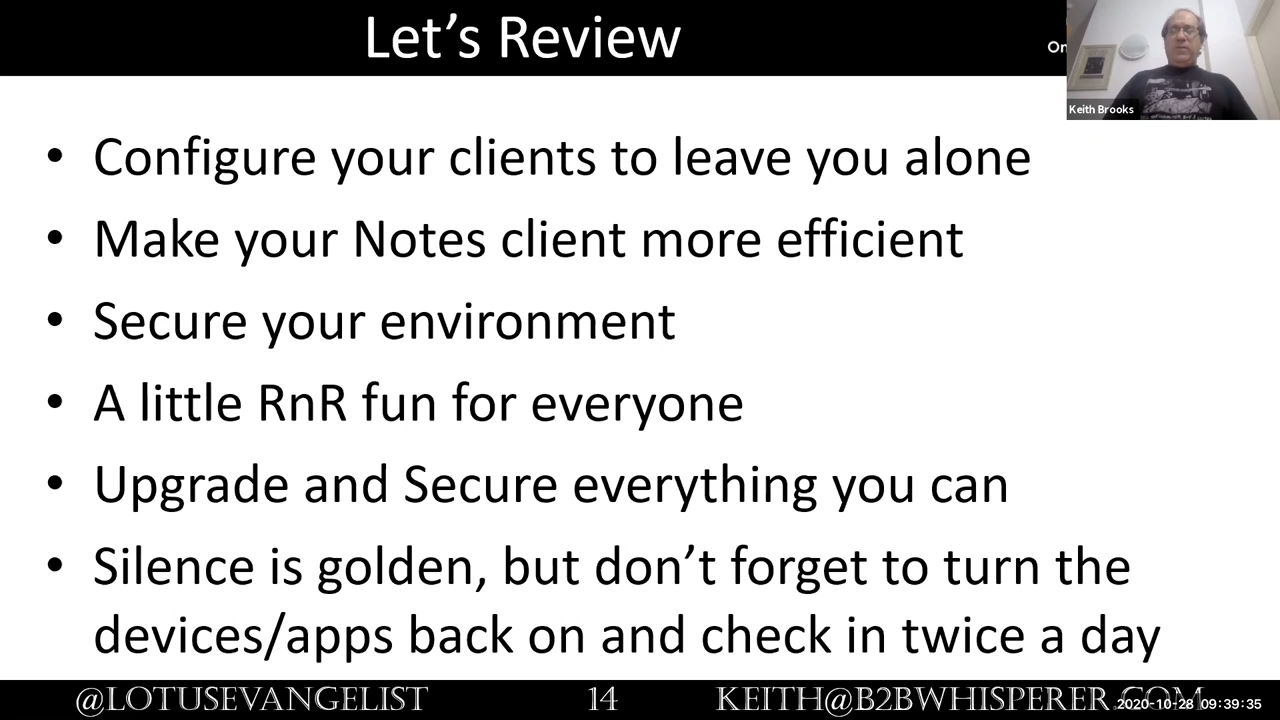 Let's Review
On
Keith Brooks
• Configure your clients to leave you alone
• Make your Notes client more efficient
• Secure your environment
• A little RnR fun for everyone
• Upgrade and Secure everything you can
• Silence is golden, but don't forget to turn the
devices/apps back on and check in twice a day
@LOTUSEVANGELIST
14
KEITH@B2BWHISPERER.COM
2020-10-28 09:39:35